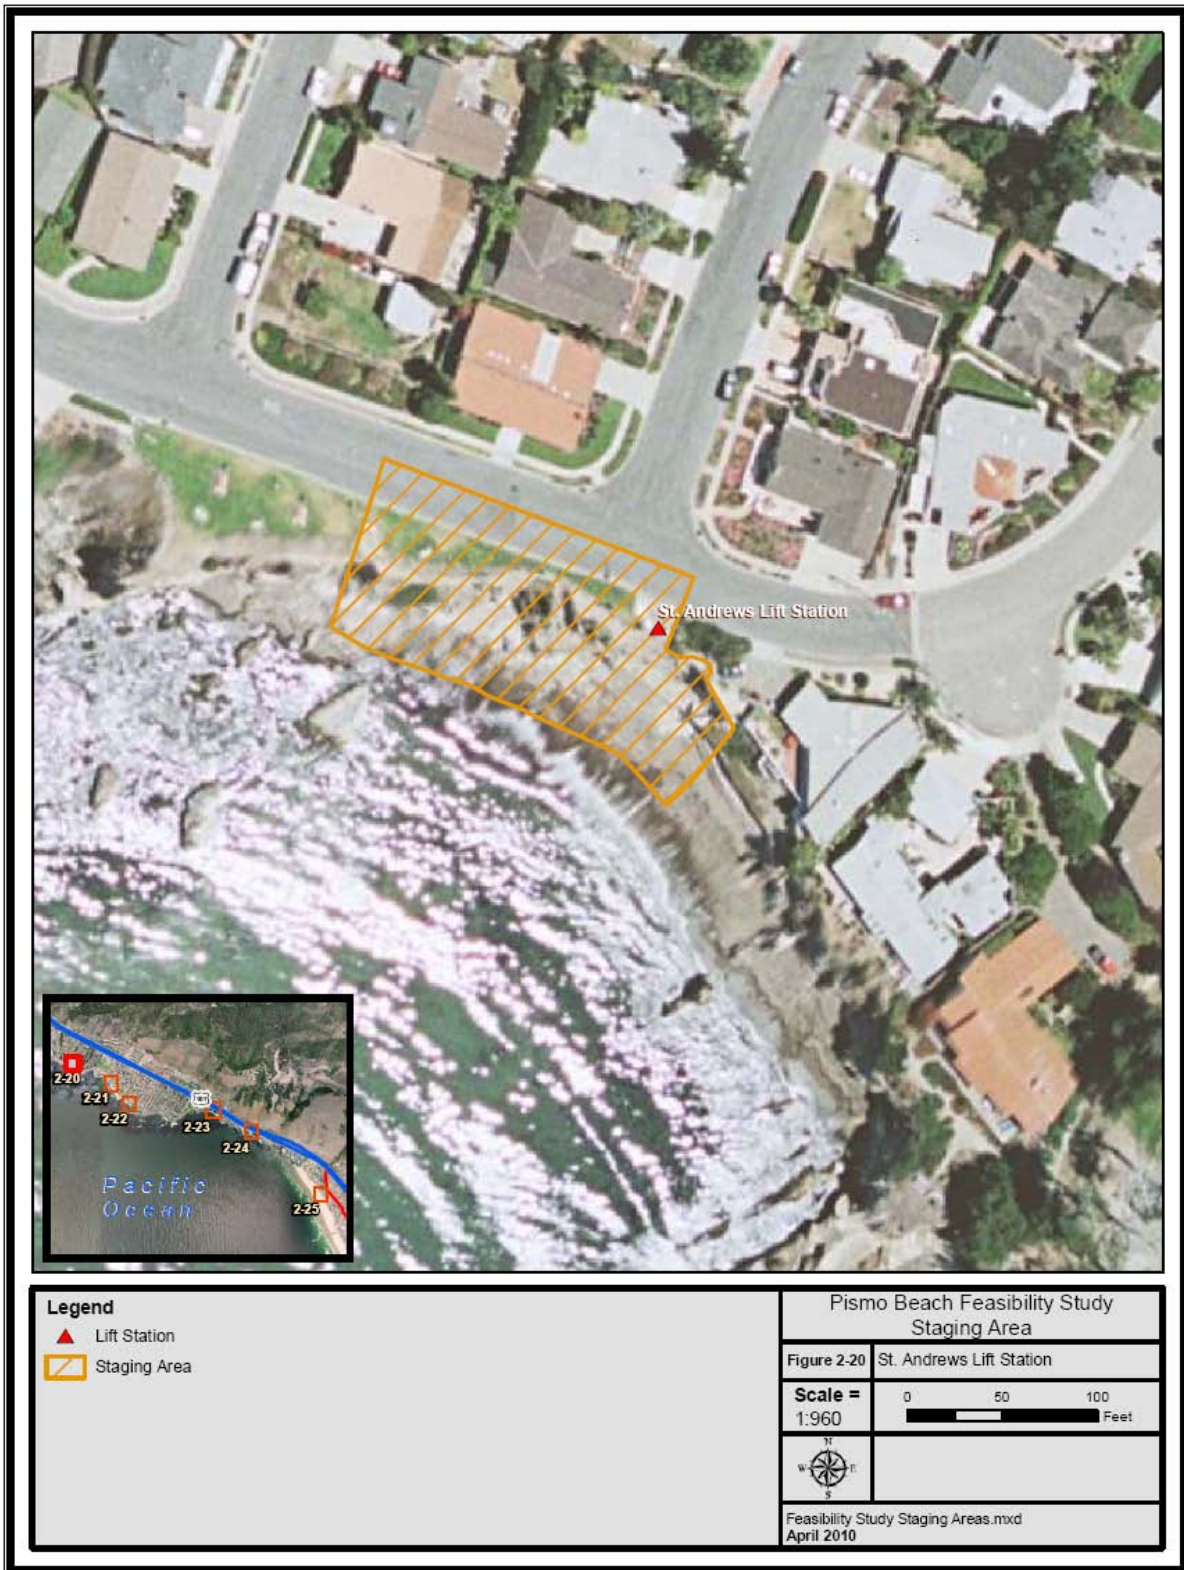 St. Andrews Lift Station
2-20
2-21
2-22
101
2-23
2-24
2-25
Pacific
Ocean
Legend
Lift Station
Staging Area
Pismo Beach Feasibility Study
Staging Area
Figure 2-20 St. Andrews Lift Station
Scale =
1:960
0 50 100
Feet
N
W E
S
Feasibility Study Staging Areas.mxd
April 2010